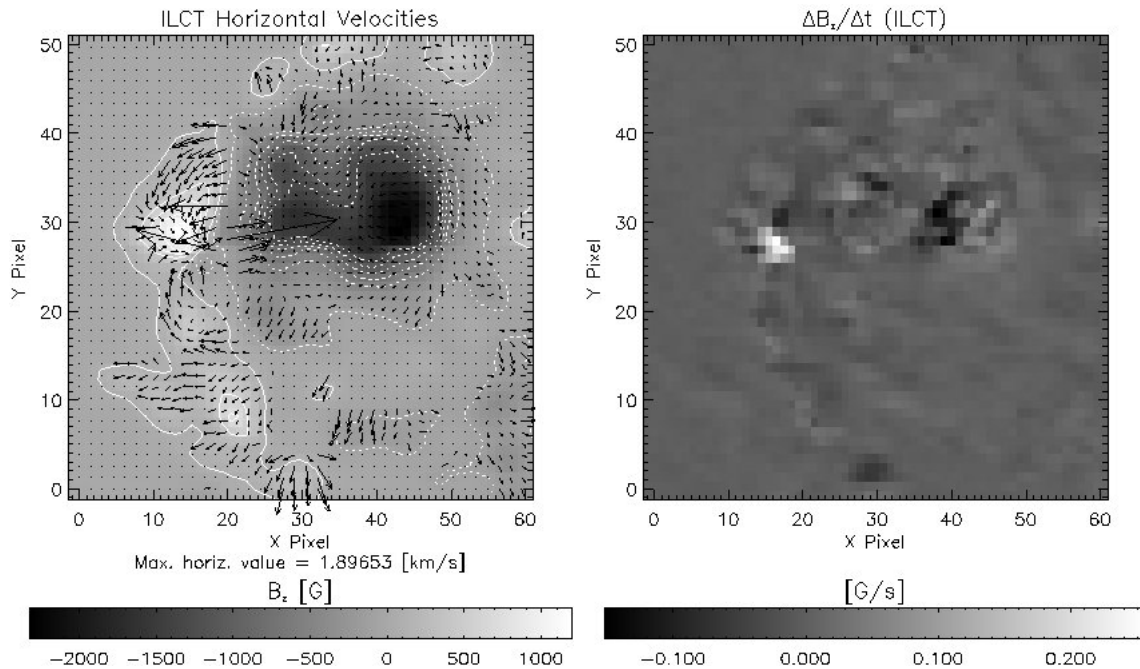 ILCT Horizontal Velocities
ΔB_z/Δt (ILCT)
50
40
30
20
10
0
Y Pixel
0 10 20 30 40 50 60
X Pixel
Max. horiz. value = 1.89653 [km/s]
50
40
30
20
10
0
Y Pixel
0 10 20 30 40 50 60
X Pixel
B_z [G]
-2000 -1500 -1000 -500 0 500 1000
[G/s]
-0.100 0.000 0.100 0.200